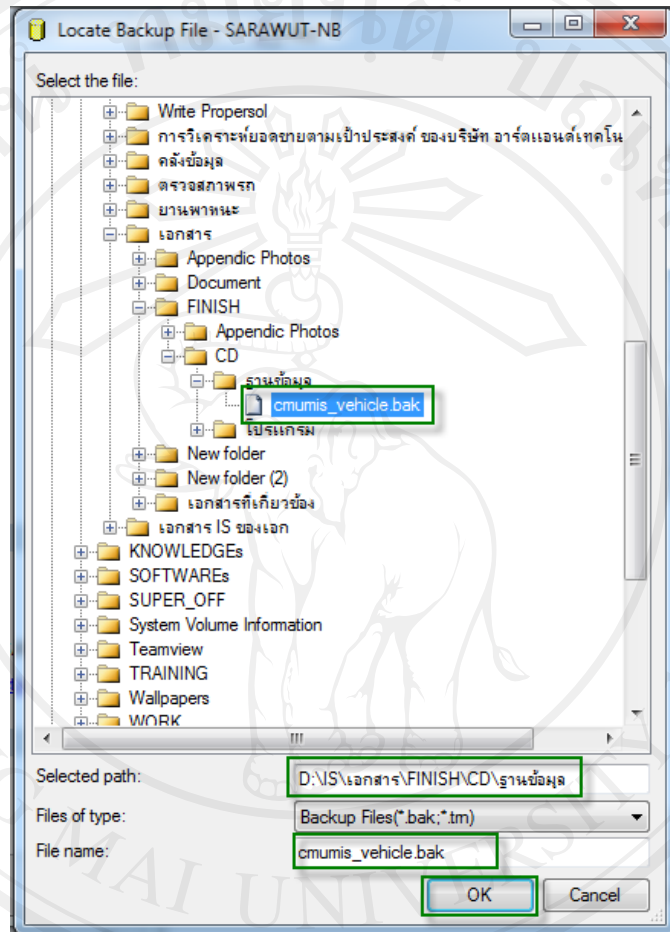 Locate Backup File - SARAWUT-NB
Select the file:
Write Propersol
การวิเคราะห์ยอดขายตามเป้าประสงค์ ของบริษัท อาร์ตแอนด์เทคโน
คลังข้อมูล
ตรวจสภาพรถ
ยานพาหนะ
เอกสาร
Appendic Photos
Document
FINISH
Appendic Photos
CD
ฐานข้อมูล
cmumis_vehicle.bak
โปรแกรม
New folder
New folder (2)
เอกสารที่เกี่ยวข้อง
เอกสาร IS ของเอก
KNOWLEDGEs
SOFTWAREs
SUPER_OFF
System Volume Information
Teamview
TRAINING
Wallpapers
WORK
Selected path: D:\IS\เอกสาร\FINISH\CD\ฐานข้อมูล
Files of type: Backup Files(*.bak;*.trn)
File name: cmumis_vehicle.bak
OK Cancel